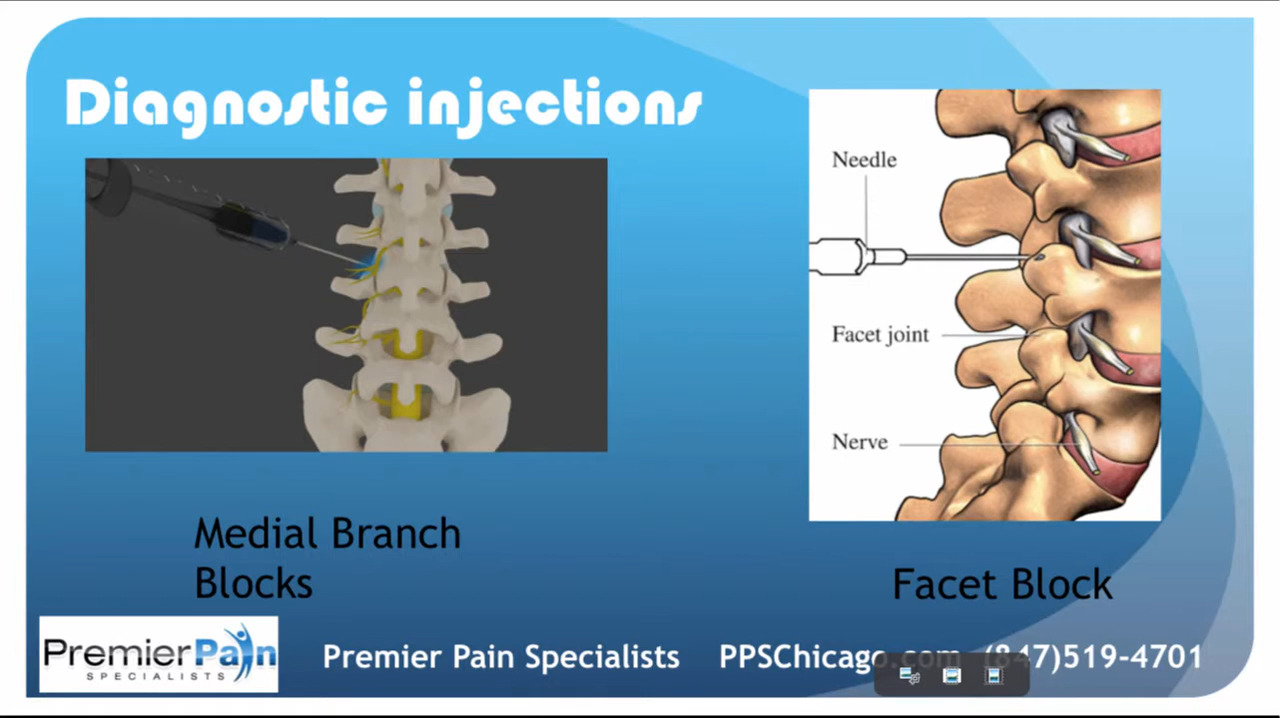 Diagnostic injections
Needle
Facet joint
Nerve
Medial Branch
Blocks
Facet Block
PremierPain
SPECIALISTS
Premier Pain Specialists PPSChicago.com (847)519-4701